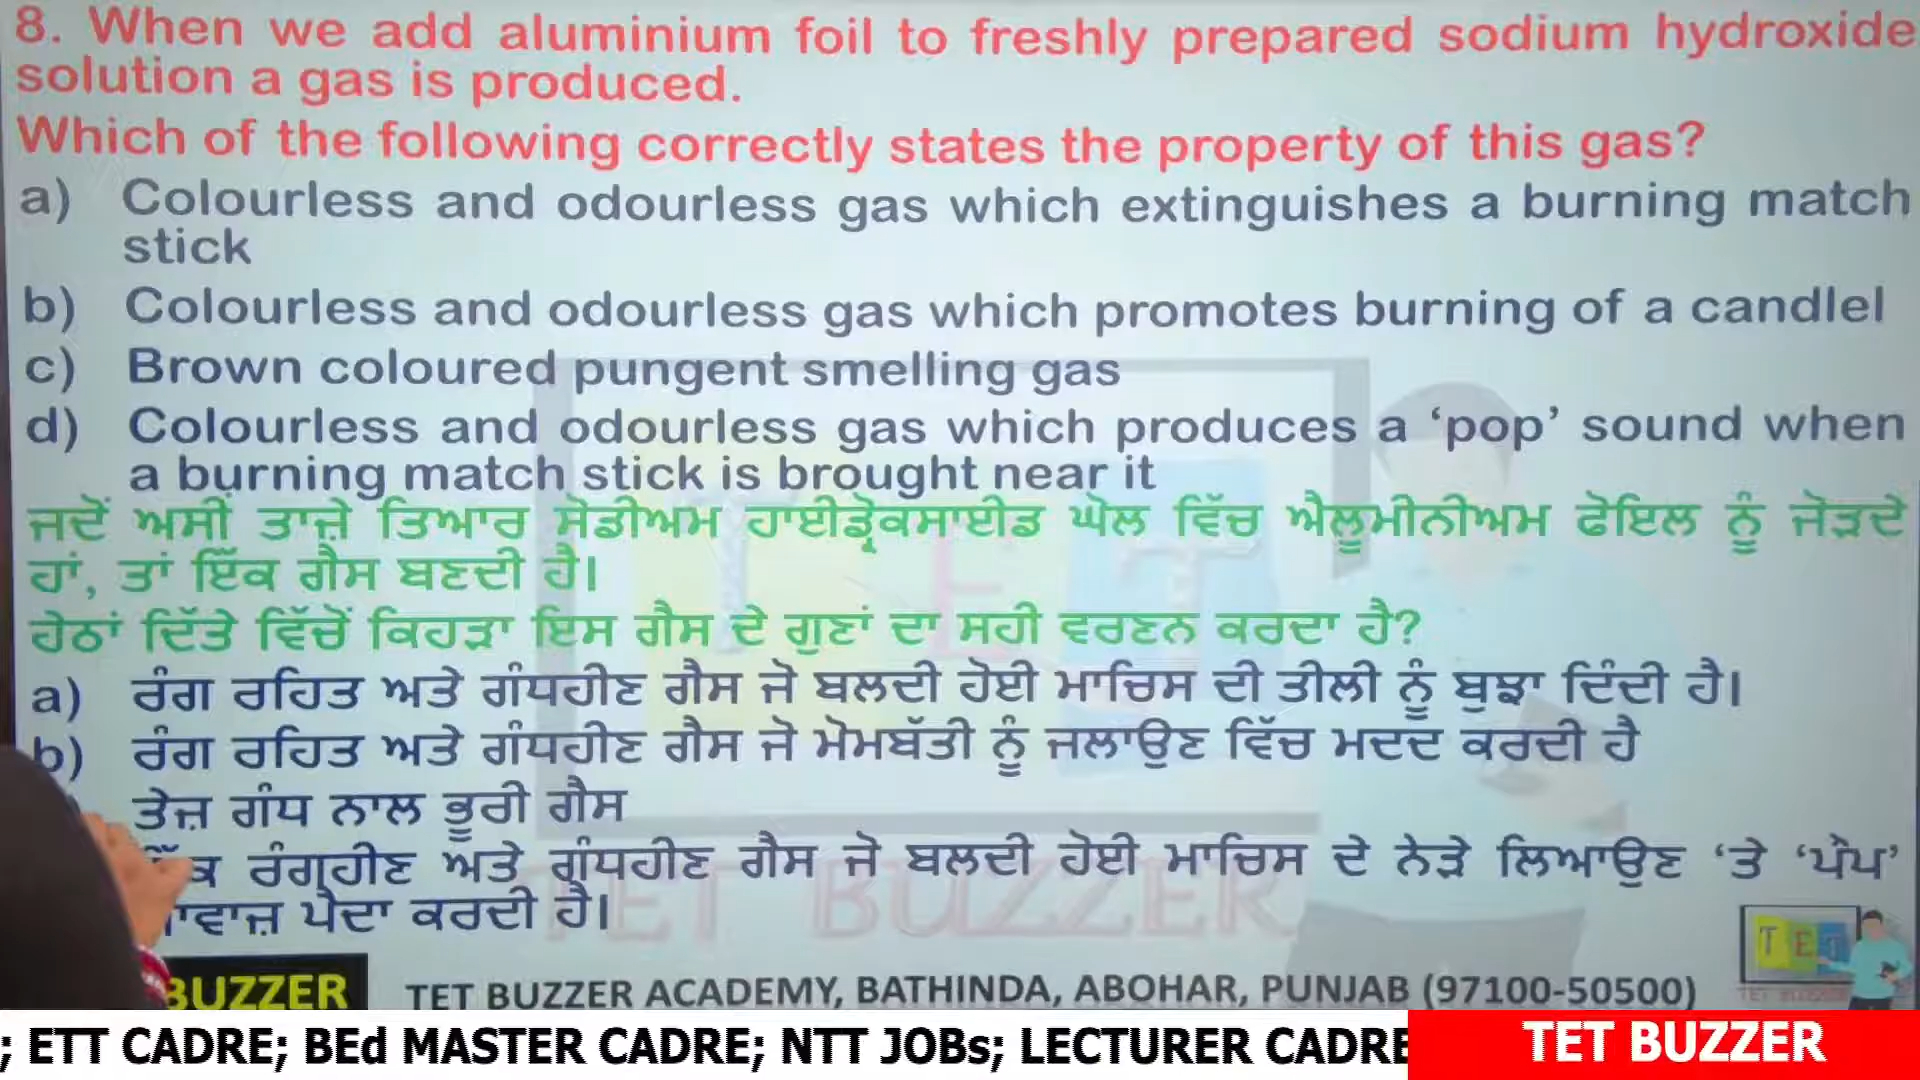 8. When we add aluminium foil to freshly prepared sodium hydroxide
solution a gas is produced.
Which of the following correctly states the property of this gas?
a) Colourless and odourless gas which extinguishes a burning match
stick
b) Colourless and odourless gas which promotes burning of a candlel
c) Brown coloured pungent smelling gas
d) Colourless and odourless gas which produces a ‘pop’ sound when
a burning match stick is brought near it
ਜਦੋਂ ਅਸੀਂ ਤਾਜ਼ੇ ਤਿਆਰ ਸੋਡੀਅਮ ਹਾਈਡ੍ਰੋਕਸਾਈਡ ਘੋਲ ਵਿੱਚ ਐਲੂਮੀਨੀਅਮ ਫੋਇਲ ਨੂੰ ਜੋੜਦੇ
ਹਾਂ, ਤਾਂ ਇੱਕ ਗੈਸ ਬਣਦੀ ਹੈ।
ਹੇਠਾਂ ਦਿੱਤੇ ਵਿੱਚੋਂ ਕਿਹੜਾ ਇਸ ਗੈਸ ਦੇ ਗੁਣਾਂ ਦਾ ਸਹੀ ਵਰਣਨ ਕਰਦਾ ਹੈ?
a) ਰੰਗ ਰਹਿਤ ਅਤੇ ਗੰਧਹੀਣ ਗੈਸ ਜੋ ਬਲਦੀ ਹੋਈ ਮਾਚਿਸ ਦੀ ਤੀਲੀ ਨੂੰ ਬੁਝਾ ਦਿੰਦੀ ਹੈ।
b) ਰੰਗ ਰਹਿਤ ਅਤੇ ਗੰਧਹੀਣ ਗੈਸ ਜੋ ਮੋਮਬੱਤੀ ਨੂੰ ਜਲਾਉਣ ਵਿੱਚ ਮਦਦ ਕਰਦੀ ਹੈ
ਤੇਜ਼ ਗੰਧ ਨਾਲ ਭੂਰੀ ਗੈਸ
ਰੰਗਹੀਣ ਅਤੇ ਗੰਧਹੀਣ ਗੈਸ ਜੋ ਬਲਦੀ ਹੋਈ ਮਾਚਿਸ ਦੇ ਨੇੜੇ ਲਿਆਉਣ ‘ਤੇ ‘ਪੌਪ’
ਪੈਦਾ ਕਰਦੀ ਹੈ।
TET BUZZER
TET
BUZZER TET BUZZER ACADEMY, BATHINDA, ABOHAR, PUNJAB (97100-50500)
TET
TET BUZZER
; ETT CADRE; BEd MASTER CADRE; NTT JOBs; LECTURER CADRE
TET BUZZER